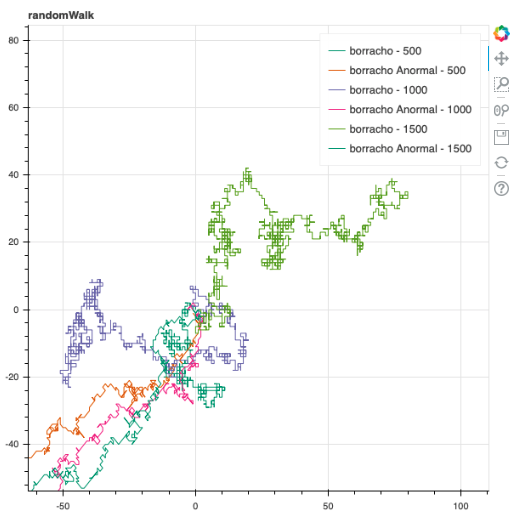 randomWalk
borracho - 500
borracho Anormal - 500
borracho - 1000
borracho Anormal - 1000
borracho - 1500
borracho Anormal - 1500
80
60
40
20
0
-20
-40
-50
0
50
100